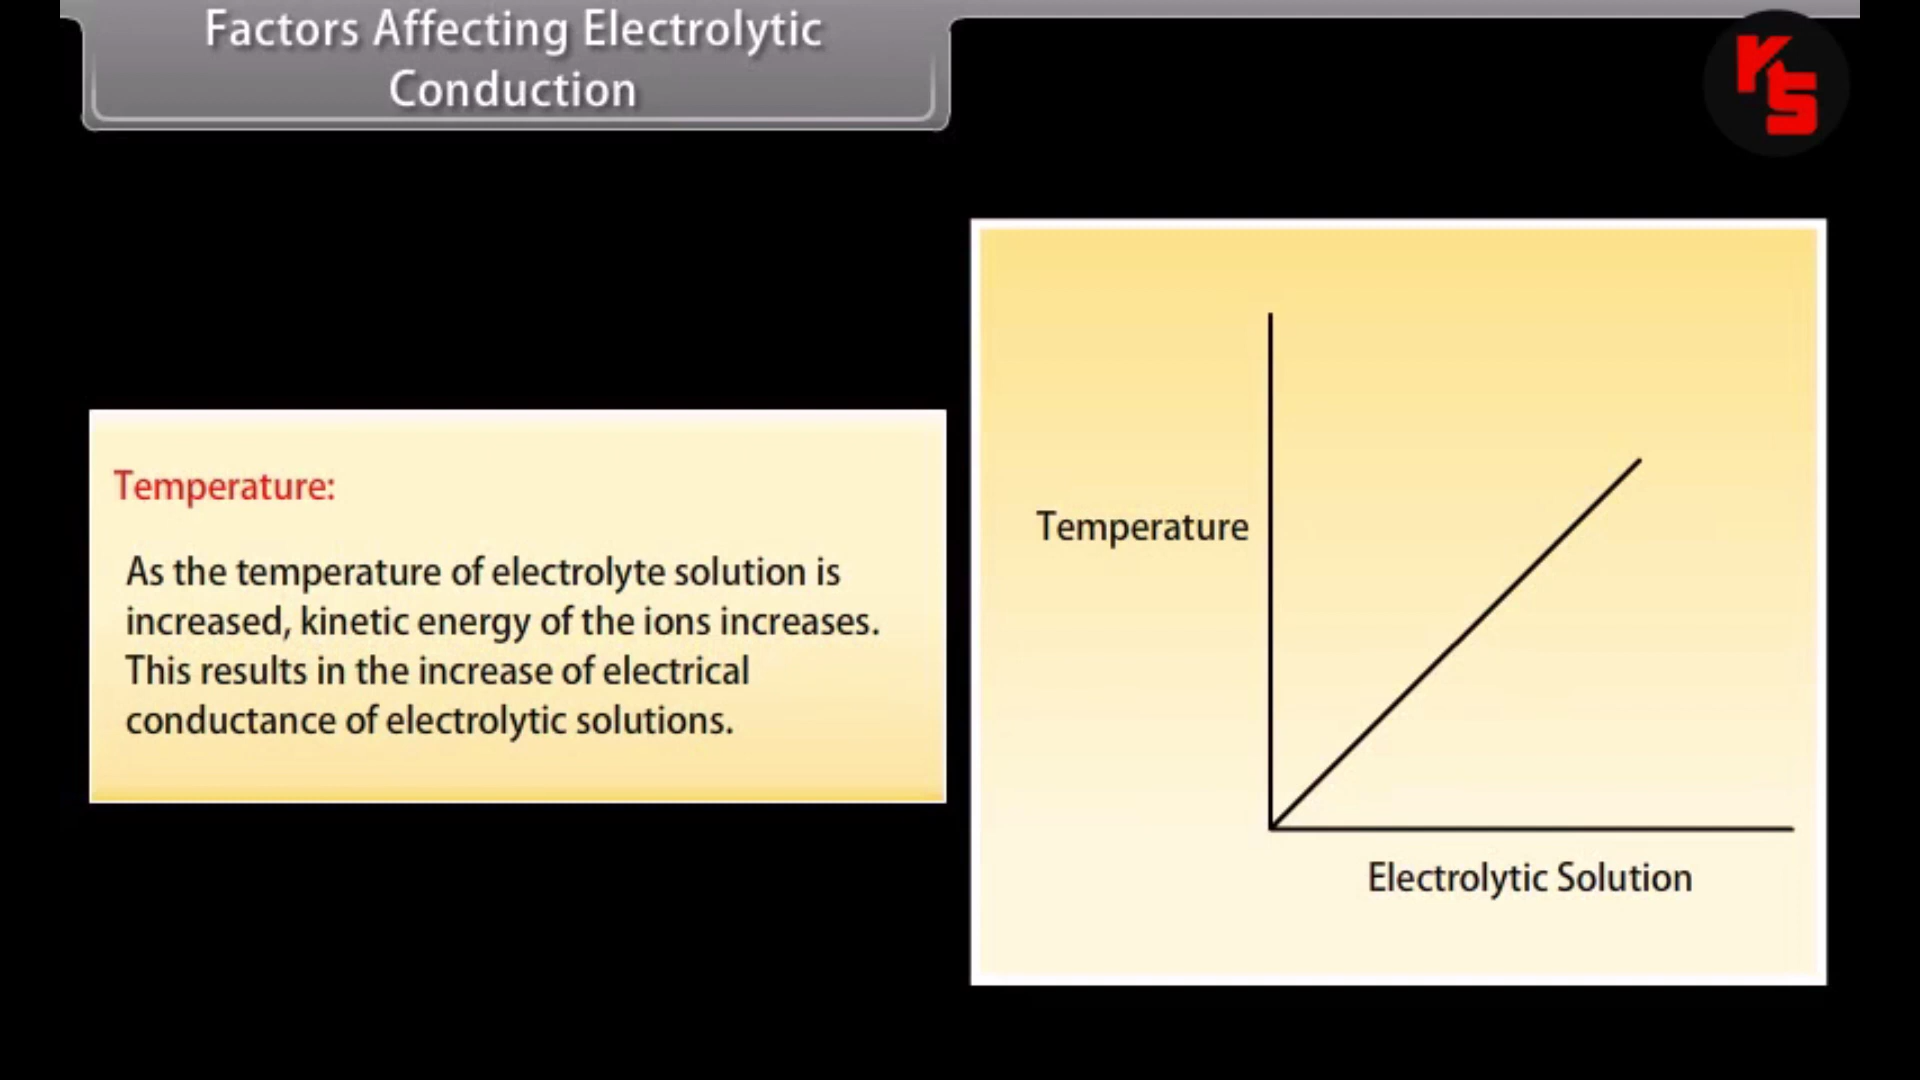 Factors Affecting Electrolytic
Conduction
KS
Temperature:
As the temperature of electrolyte solution is
increased, kinetic energy of the ions increases.
This results in the increase of electrical
conductance of electrolytic solutions.
Temperature
Electrolytic Solution